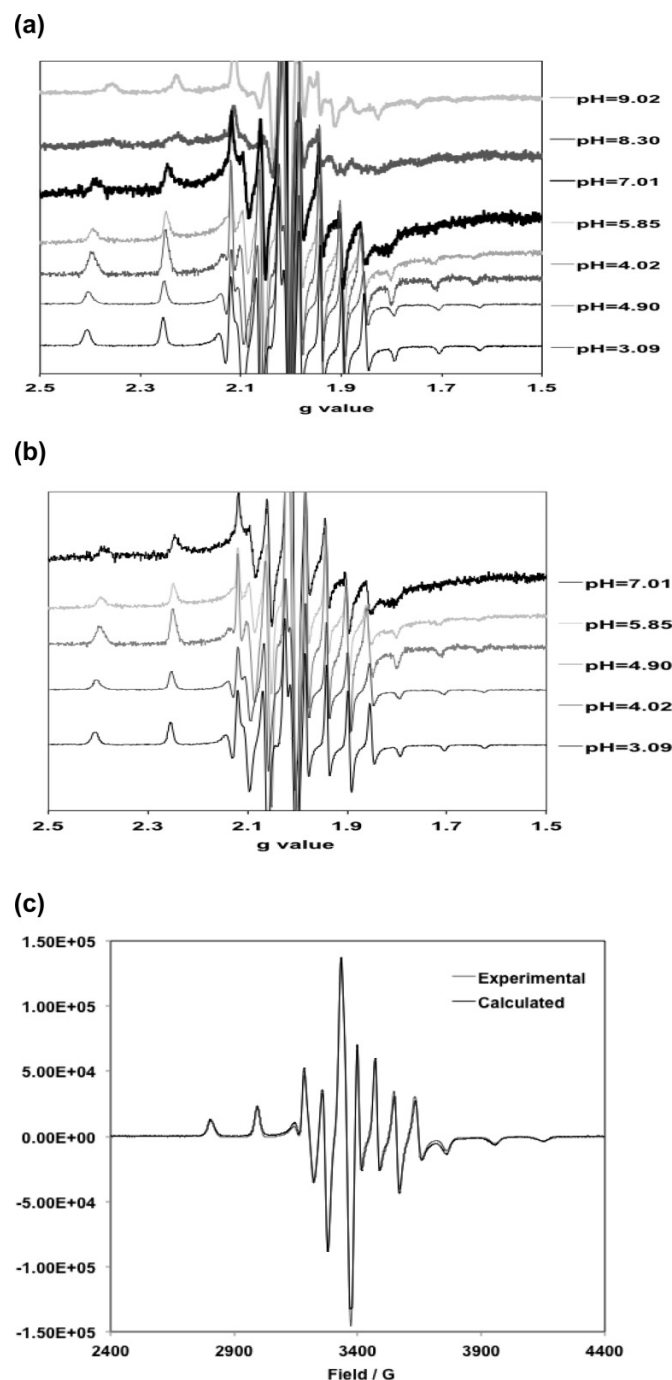 (a)
pH=9.02
pH=8.30
pH=7.01
pH=5.85
pH=4.02
pH=4.90
pH=3.09
2.5 2.3 2.1 1.9 1.7 1.5
g value
(b)
pH=7.01
pH=5.85
pH=4.90
pH=4.02
pH=3.09
2.5 2.3 2.1 1.9 1.7 1.5
g value
(c)
1.50E+05
Experimental
Calculated
1.00E+05
5.00E+04
0.00E+00
-5.00E+04
-1.00E+05
-1.50E+05
2400 2900 3400 3900 4400
Field / G